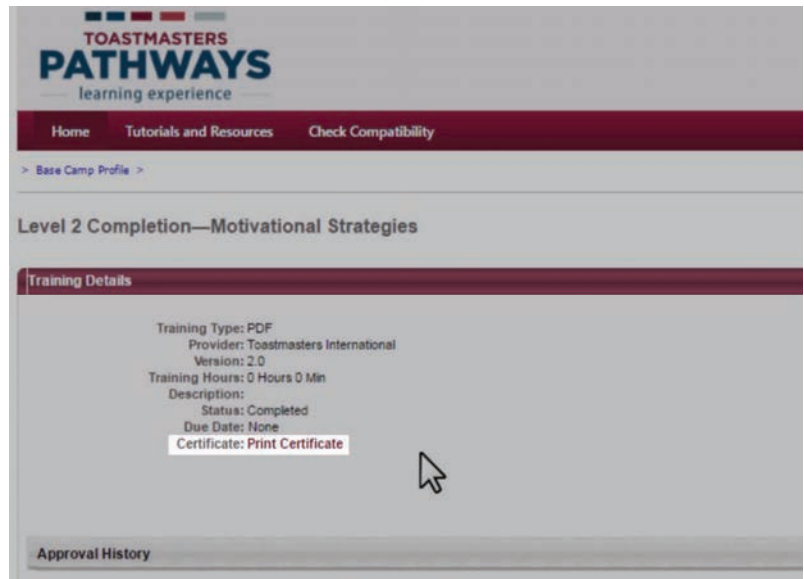 TOASTMASTERS
PATHWAYS
learning experience
Home Tutorials and Resources Check Compatibility
> Base Camp Profile >
Level 2 Completion—Motivational Strategies
Training Details
Training Type: PDF
Provider: Toastmasters International
Version: 2.0
Training Hours: 0 Hours 0 Min
Description:
Status: Completed
Due Date: None
Certificate: Print Certificate
Approval History